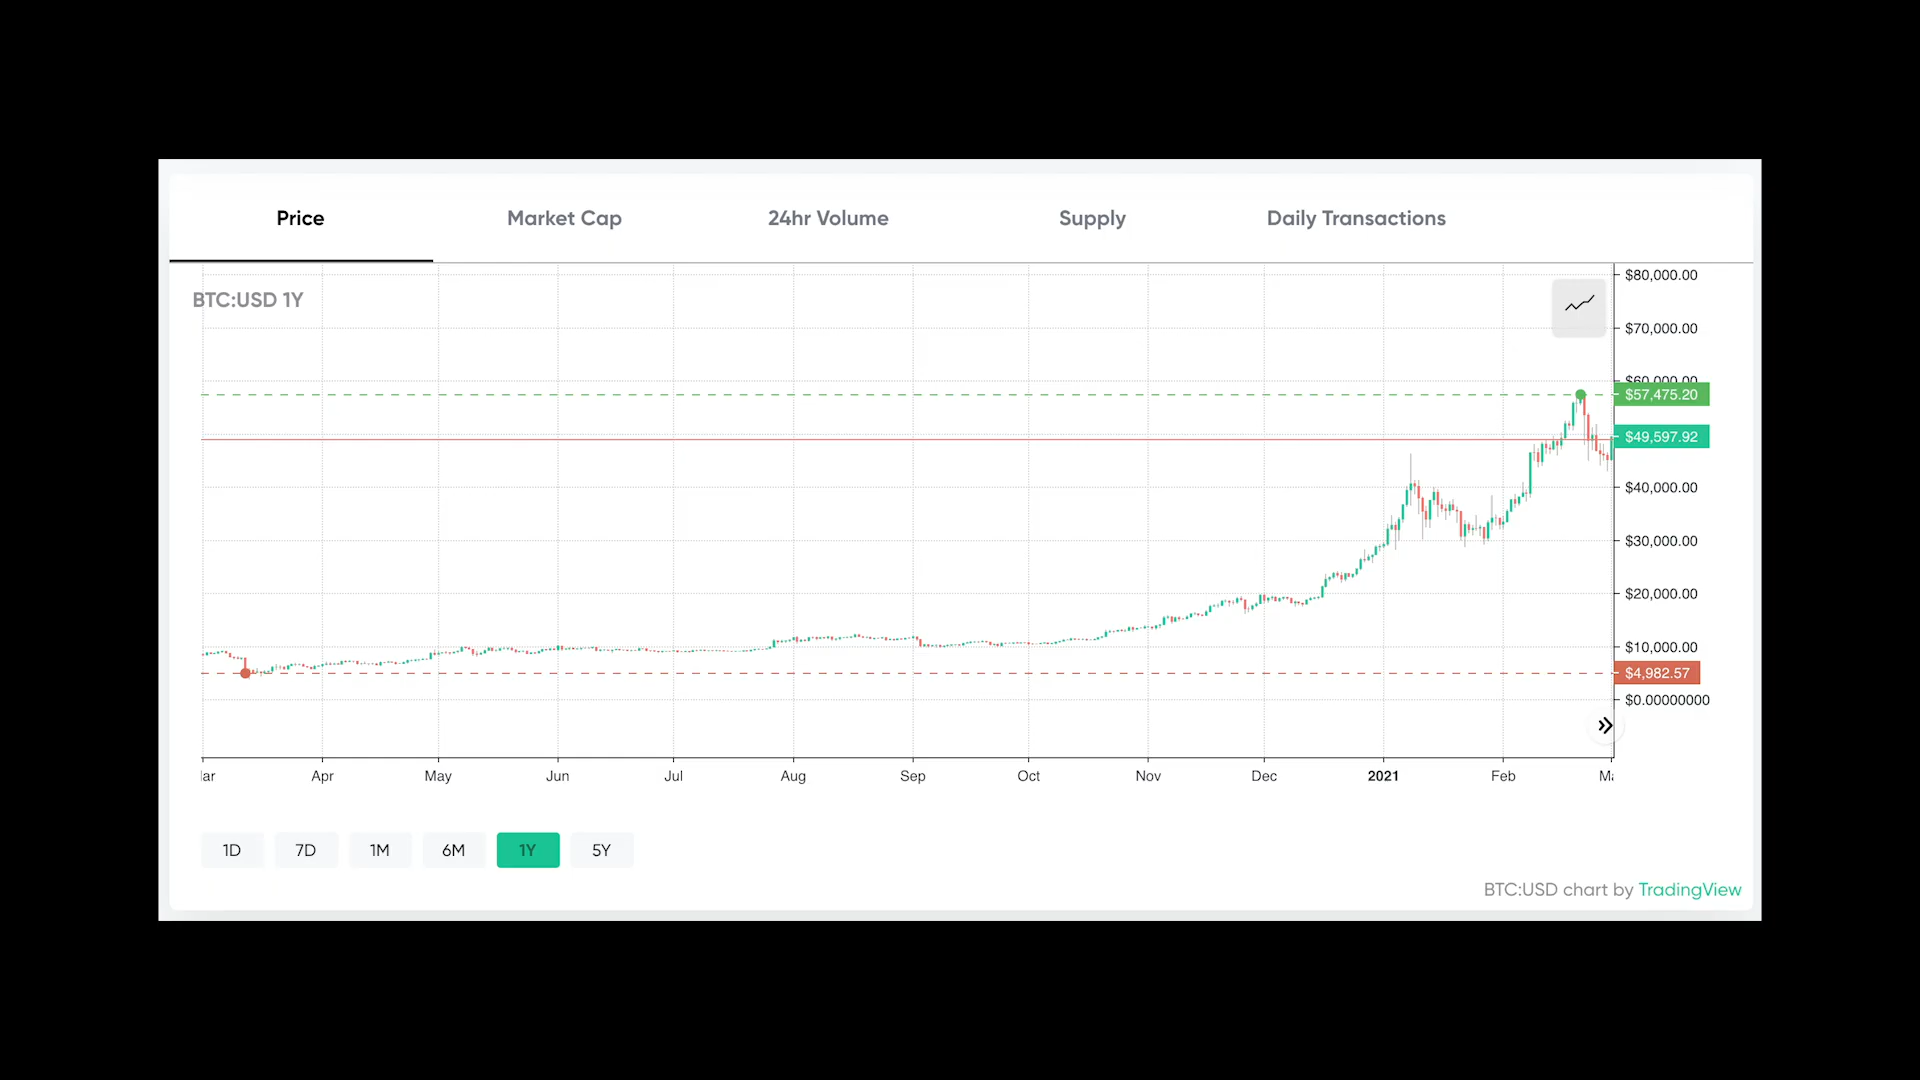 Price Market Cap 24hr Volume Supply Daily Transactions
BTC:USD 1Y
$80,000.00
$70,000.00
$60,000.00
$57,475.20
$49,597.92
$40,000.00
$30,000.00
$20,000.00
$10,000.00
$4,982.57
$0.00000000
Apr May Jun Jul Aug Sep Oct Nov Dec 2021 Feb
1D 7D 1M 6M 1Y 5Y
BTC:USD chart by TradingView